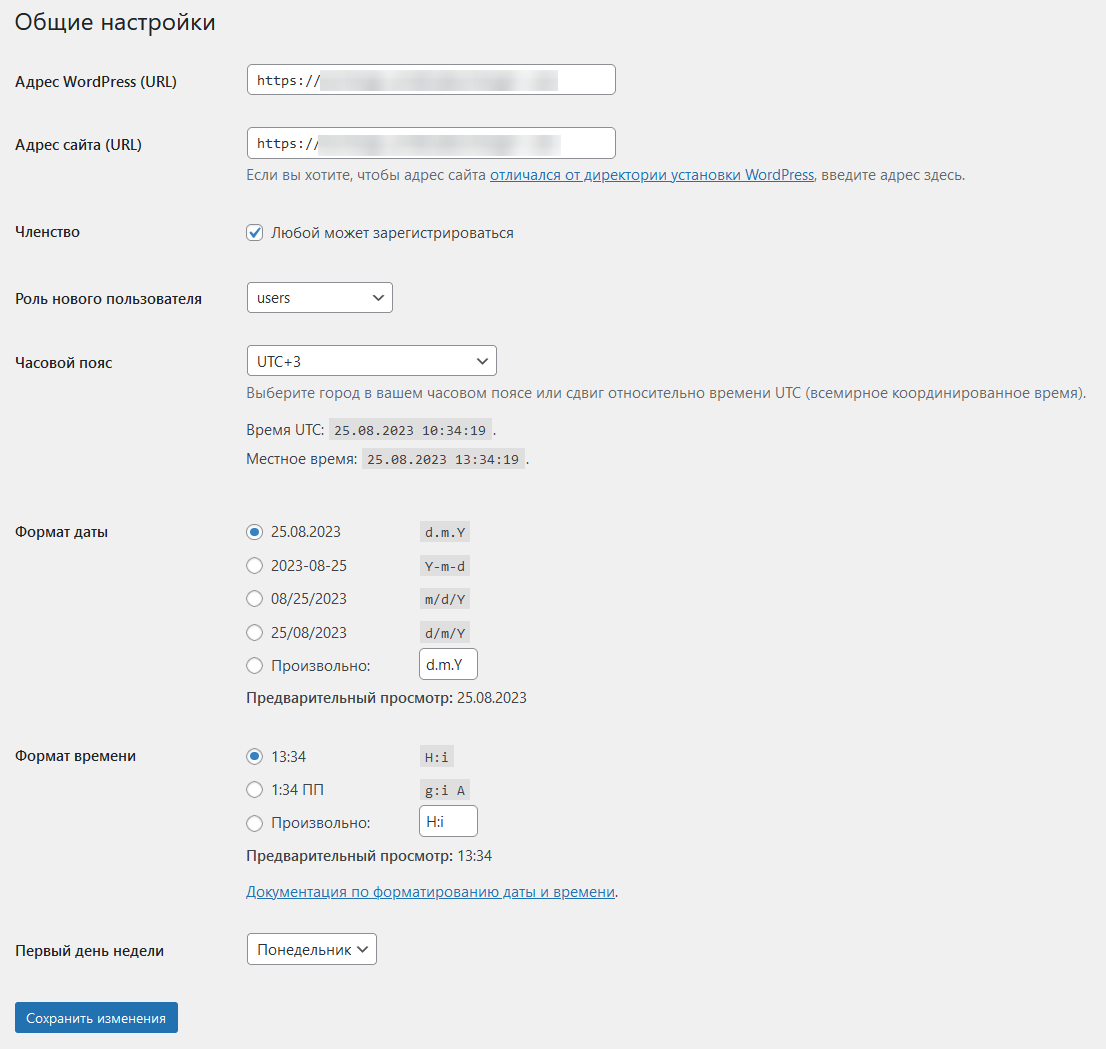 Общие настройки
Адрес WordPress (URL) https://
Адрес сайта (URL) https://
Если вы хотите, чтобы адрес сайта отличался от директории установки WordPress, введите адрес здесь.
Членство Любой может зарегистрироваться
Роль нового пользователя users
Часовой пояс UTC+3
Выберите город в вашем часовом поясе или сдвиг относительно времени UTC (всемирное координированное время).
Время UTC: 25.08.2023 10:34:19 .
Местное время: 25.08.2023 13:34:19 .
Формат даты 25.08.2023 d.m.Y
2023-08-25 Y-m-d
08/25/2023 m/d/Y
25/08/2023 d/m/Y
Произвольно: d.m.Y
Предварительный просмотр: 25.08.2023
Формат времени 13:34 H:i
1:34 ПП g:i A
Произвольно: H:i
Предварительный просмотр: 13:34
Документация по форматированию даты и времени.
Первый день недели Понедельник
Сохранить изменения